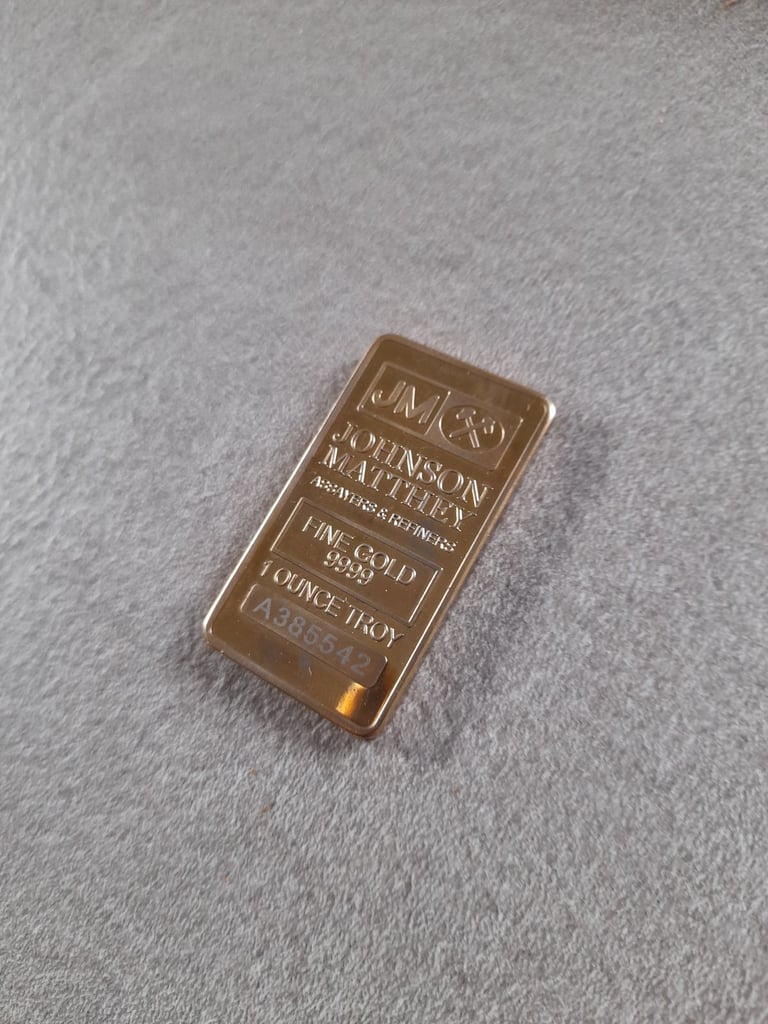 JM
JOHNSON
MATTHEY
ASSAYERS & REFINERS
FINE GOLD
9999
1 OUNCE TROY
A385542